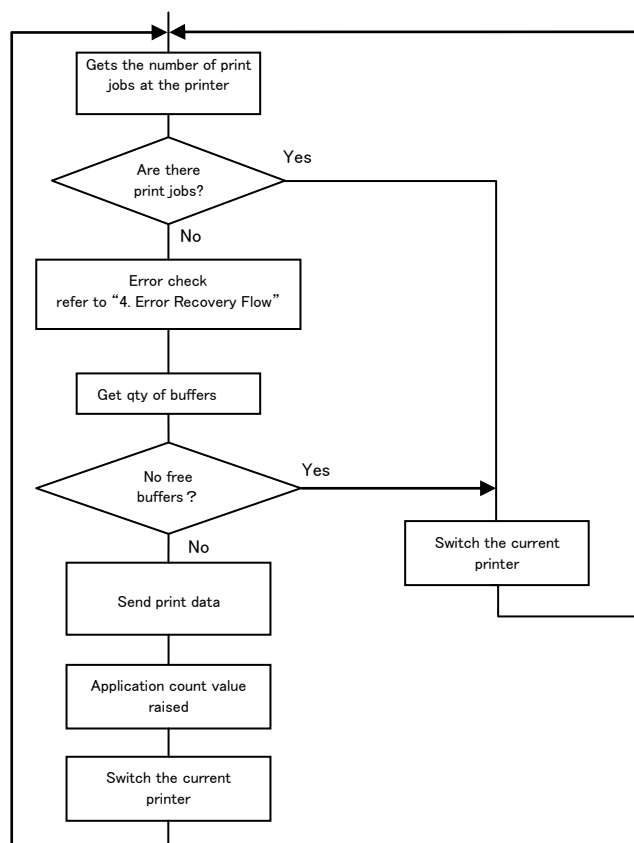 Gets the number of print
jobs at the printer
Yes
Are there
print jobs?
No
Error check
refer to “4. Error Recovery Flow”
Get qty of buffers
No free
buffers？
Yes
No
Switch the current
printer
Send print data
Application count value
raised
Switch the current
printer